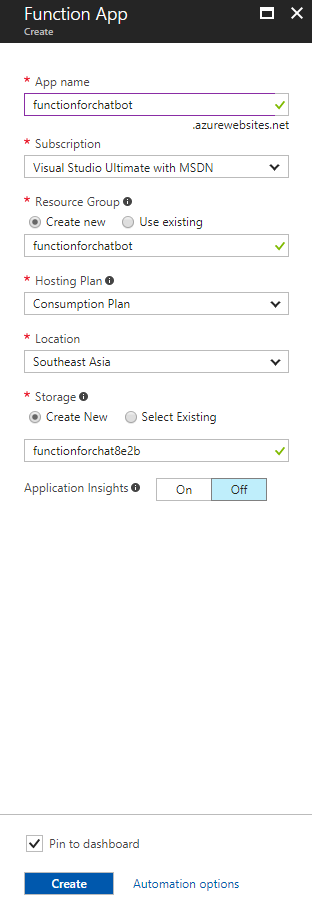 Function App
Create
* App name
functionforchatbot
.azurewebsites.net
* Subscription
Visual Studio Ultimate with MSDN
* Resource Group
Create new Use existing
functionforchatbot
* Hosting Plan
Consumption Plan
* Location
Southeast Asia
* Storage
Create New Select Existing
functionforchat8e2b
Application Insights On Off
Pin to dashboard
Create Automation options